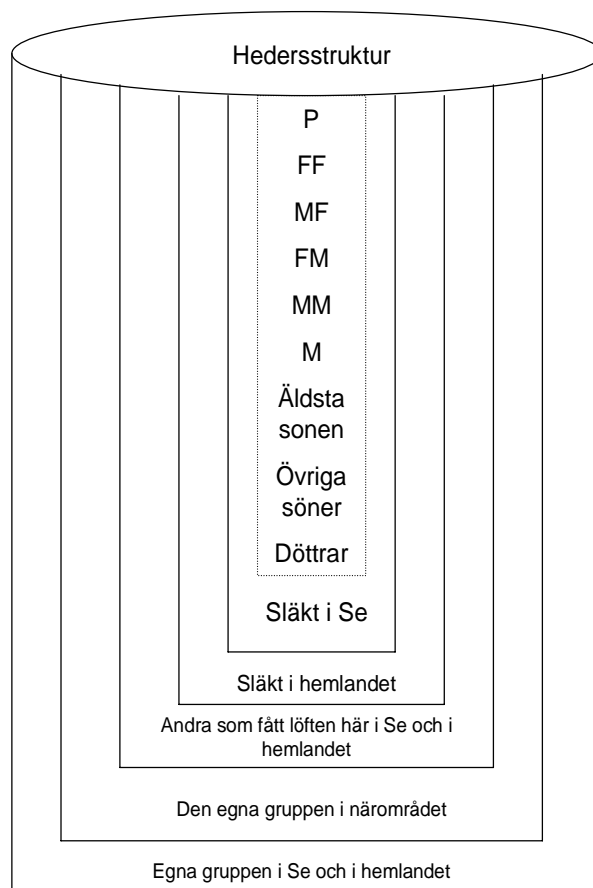 Hedersstruktur
P
FF
MF
FM
MM
M
Äldsta
sonen
Övriga
söner
Döttrar
Släkt i Se
Släkt i hemlandet
Andra som fått löften här i Se och i
hemlandet
Den egna gruppen i närområdet
Egna gruppen i Se och i hemlandet